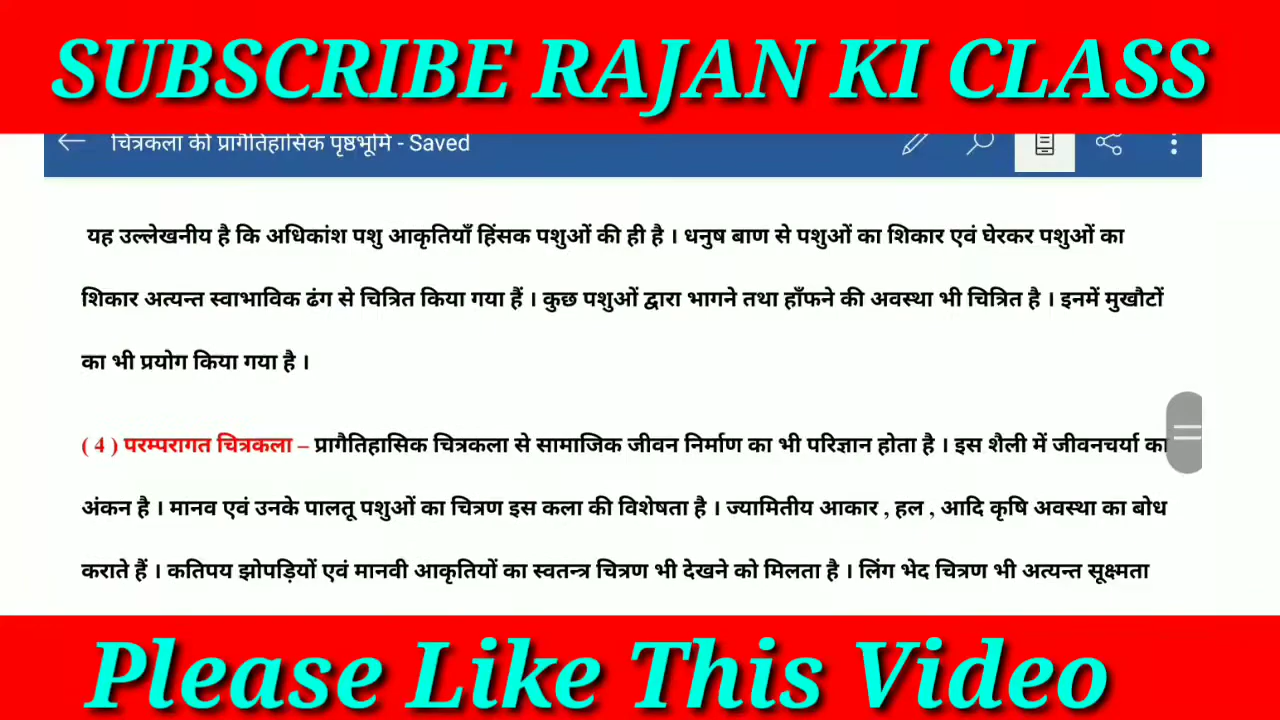 SUBSCRIBE RAJAN KI CLASS
चित्रकला की प्रागैतिहासिक पृष्ठभूमि - Saved
यह उल्लेखनीय है कि अधिकांश पशु आकृतियाँ हिंसक पशुओं की ही है । धनुष बाण से पशुओं का शिकार एवं घेरकर पशुओं का
शिकार अत्यन्त स्वाभाविक ढंग से चित्रित किया गया हैं । कुछ पशुओं द्वारा भागने तथा हाँफने की अवस्था भी चित्रित है । इनमें मुखौटों
का भी प्रयोग किया गया है ।
( 4 ) परम्परागत चित्रकला – प्रागैतिहासिक चित्रकला से सामाजिक जीवन निर्माण का भी परिज्ञान होता है । इस शैली में जीवनचर्या का
अंकन है । मानव एवं उनके पालतू पशुओं का चित्रण इस कला की विशेषता है । ज्यामितीय आकार , हल , आदि कृषि अवस्था का बोध
कराते हैं । कतिपय झोपड़ियों एवं मानवी आकृतियों का स्वतन्त्र चित्रण भी देखने को मिलता है । लिंग भेद चित्रण भी अत्यन्त सूक्ष्मता
Please Like This Video